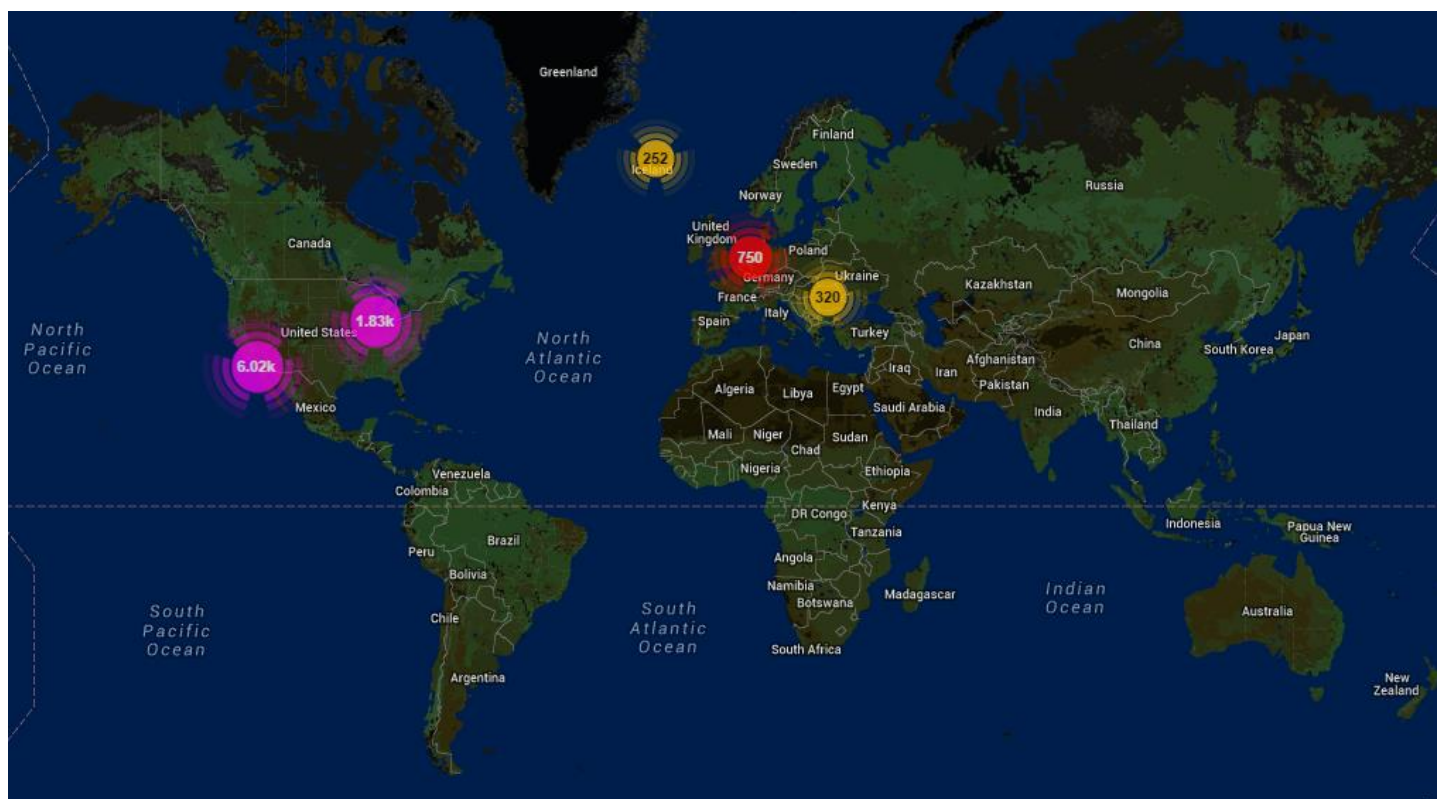 Greenland
252
Iceland
Finland
Sweden
Norway
Russia
United
Kingdom
750
Poland
Germany
Ukraine
320
France
Italy
Spain
Turkey
Canada
1.83k
United States
6.02k
Mexico
North
Pacific
Ocean
North
Atlantic
Ocean
Kazakhstan
Mongolia
China
South Korea
Japan
Afghanistan
Iraq
Iran
Pakistan
India
Thailand
Algeria
Libya
Egypt
Saudi Arabia
Mali
Niger
Chad
Sudan
Nigeria
Ethiopia
DR Congo
Kenya
Tanzania
Angola
Namibia
Botswana
Madagascar
South Africa
Venezuela
Colombia
Brazil
Peru
Bolivia
Chile
Argentina
South
Pacific
Ocean
South
Atlantic
Ocean
Indian
Ocean
Indonesia
Papua New
Guinea
Australia
New
Zealand